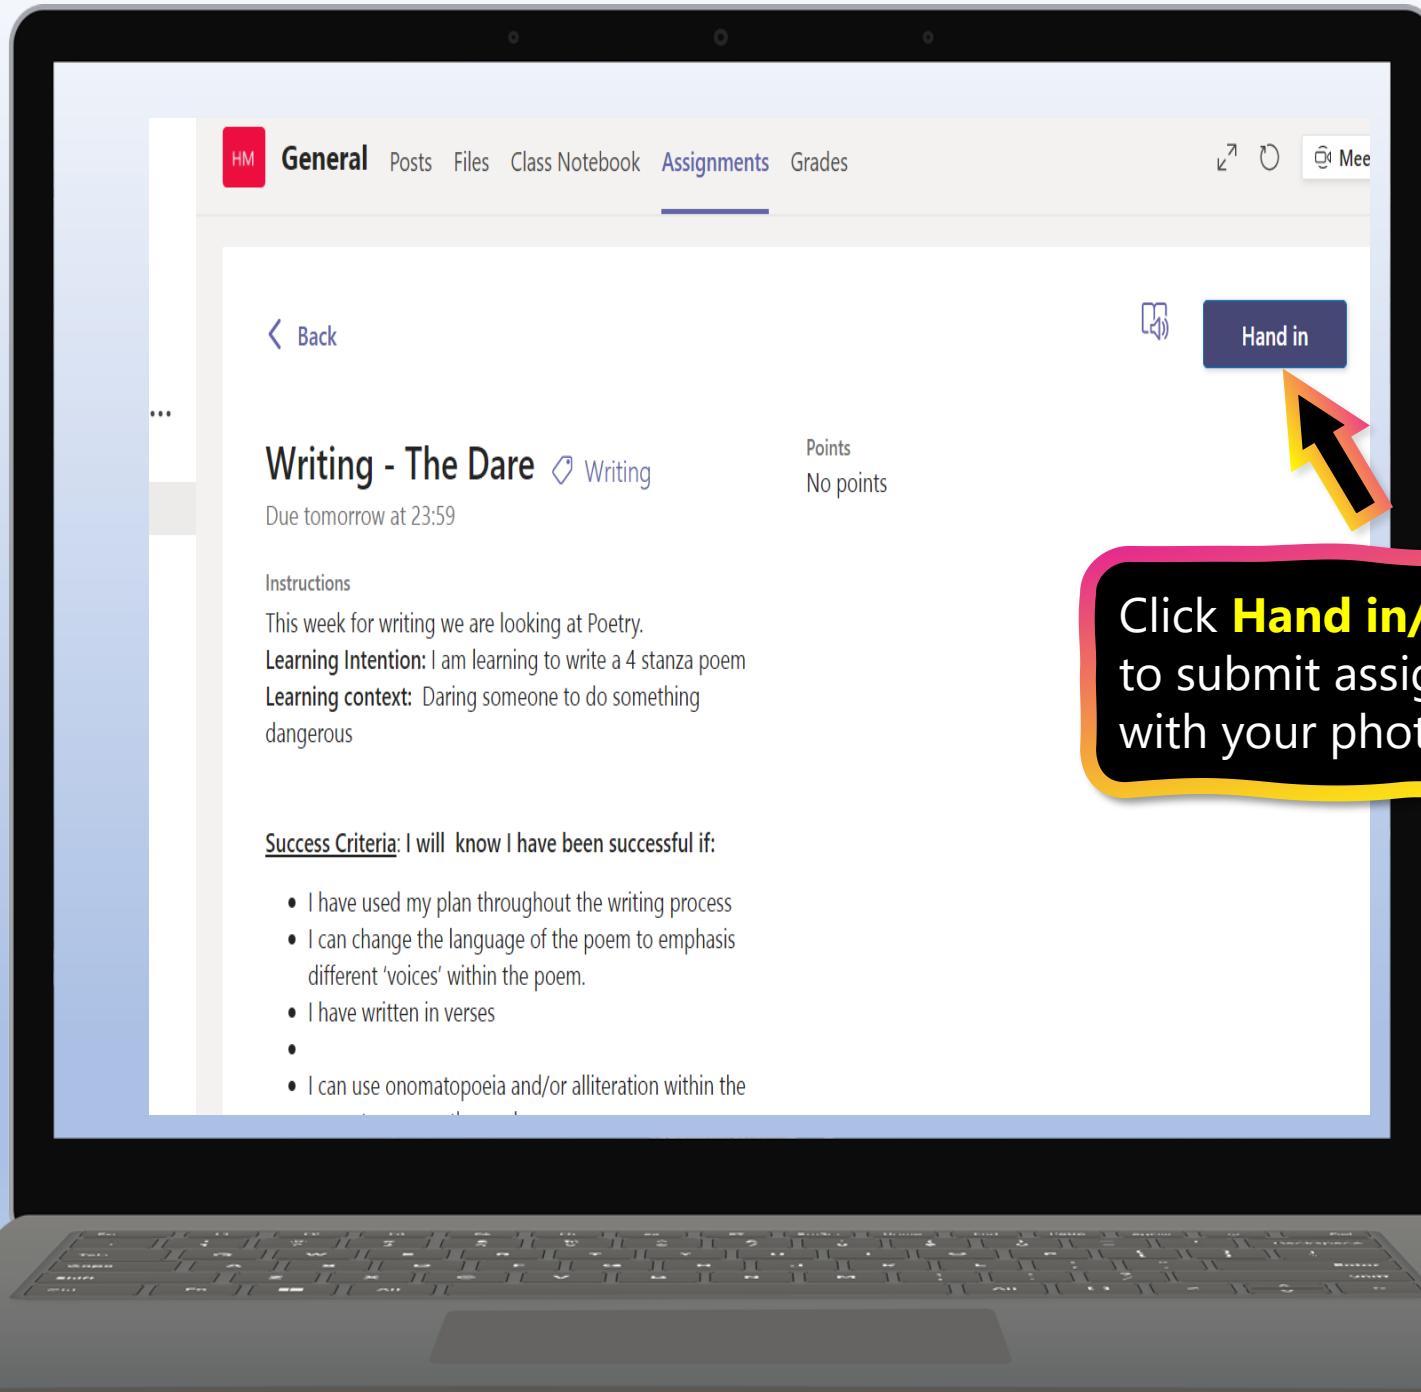 HM General Posts Files Class Notebook Assignments Grades Mee
Back
Hand in
Writing - The Dare Writing
Due tomorrow at 23:59
Points
No points
Instructions
This week for writing we are looking at Poetry.
Learning Intention: I am learning to write a 4 stanza poem
Learning context: Daring someone to do something
dangerous
Click Hand in/
to submit assig
with your phot
Success Criteria: I will know I have been successful if:
• I have used my plan throughout the writing process
• I can change the language of the poem to emphasis
different ‘voices’ within the poem.
• I have written in verses
•
• I can use onomatopoeia and/or alliteration within the